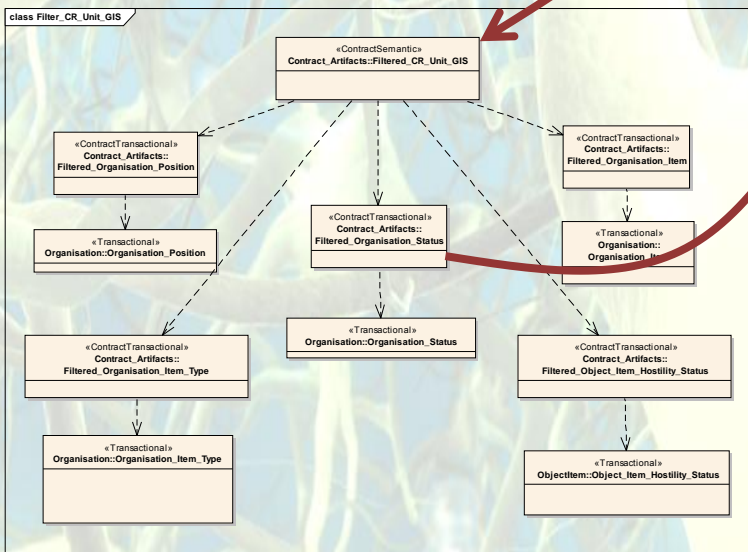 class Filter_CR_Unit_GIS
«ContractSemantic»
Contract_Artifacts::Filtered_CR_Unit_GIS
«ContractTransactional»
Contract_Artifacts::
Filtered_Organisation_Position
«ContractTransactional»
Contract_Artifacts::
Filtered_Organisation_Item
«Transactional»
Organisation::Organisation_Position
«ContractTransactional»
Contract_Artifacts::
Filtered_Organisation_Status
«Transactional»
Organisation::
«Transactional»
Organisation::Organisation_Status
«ContractTransactional»
Contract_Artifacts::
Filtered_Organisation_Item_Type
«ContractTransactional»
Contract_Artifacts::
Filtered_Object_Item_Hostility_Status
«Transactional»
Organisation::Organisation_Item_Type
«Transactional»
ObjectItem::Object_Item_Hostility_Status